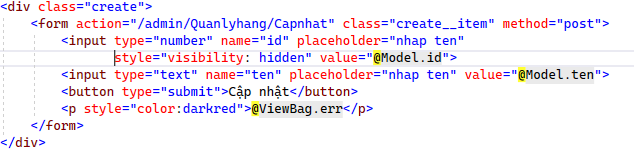 <div class="create">
<form action="/admin/Quanlyhang/Capnhat" class="create__item" method="post">
<input type="number" name="id" placeholder="nhap ten"
style="visibility: hidden" value="@Model.id">
<input type="text" name="ten" placeholder="nhap ten" value="@Model.ten">
<button type="submit">Cập nhật</button>
<p style="color:darkred">@ViewBag.err</p>
</form>
</div>